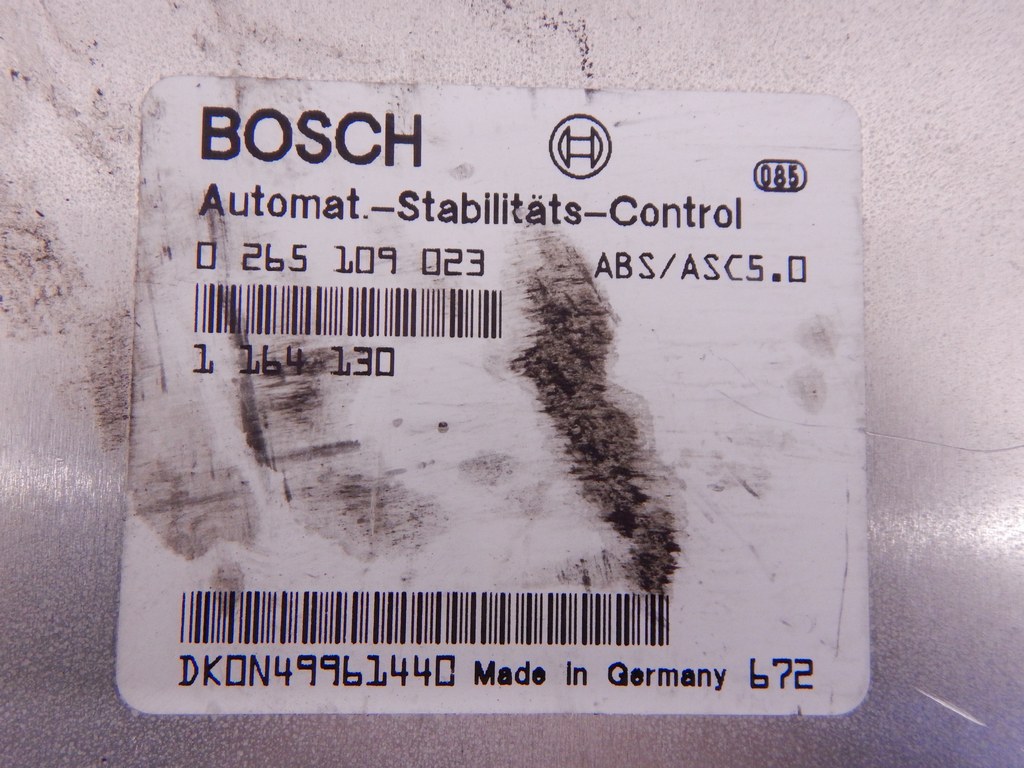 BOSCH
085
Automat.-Stabilitäts-Control
0 265 109 023 ABS/ASC5.0
1 164 130
DK0N49961440 Made in Germany 672